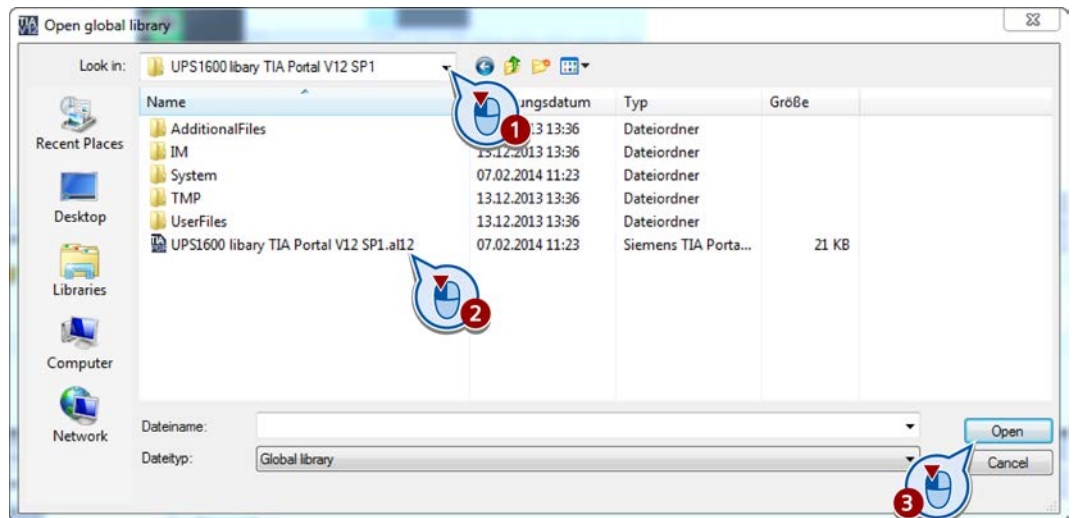 Open global library
Look in: UPS1600 libary TIA Portal V12 SP1
Name ungsdatum Typ Größe
AdditionalFiles 13:36 Dateiordner
IM 13.12.2013 13:36 Dateiordner
System 07.02.2014 11:23 Dateiordner
TMP 13.12.2013 13:36 Dateiordner
UserFiles 13.12.2013 13:36 Dateiordner
UPS1600 libary TIA Portal V12 SP1.al12 07.02.2014 11:23 Siemens TIA Porta... 21 KB
Recent Places
Desktop
Libraries
Computer
Network
1
2
Dateiname:
Open
Dateityp: Global library
Cancel
3